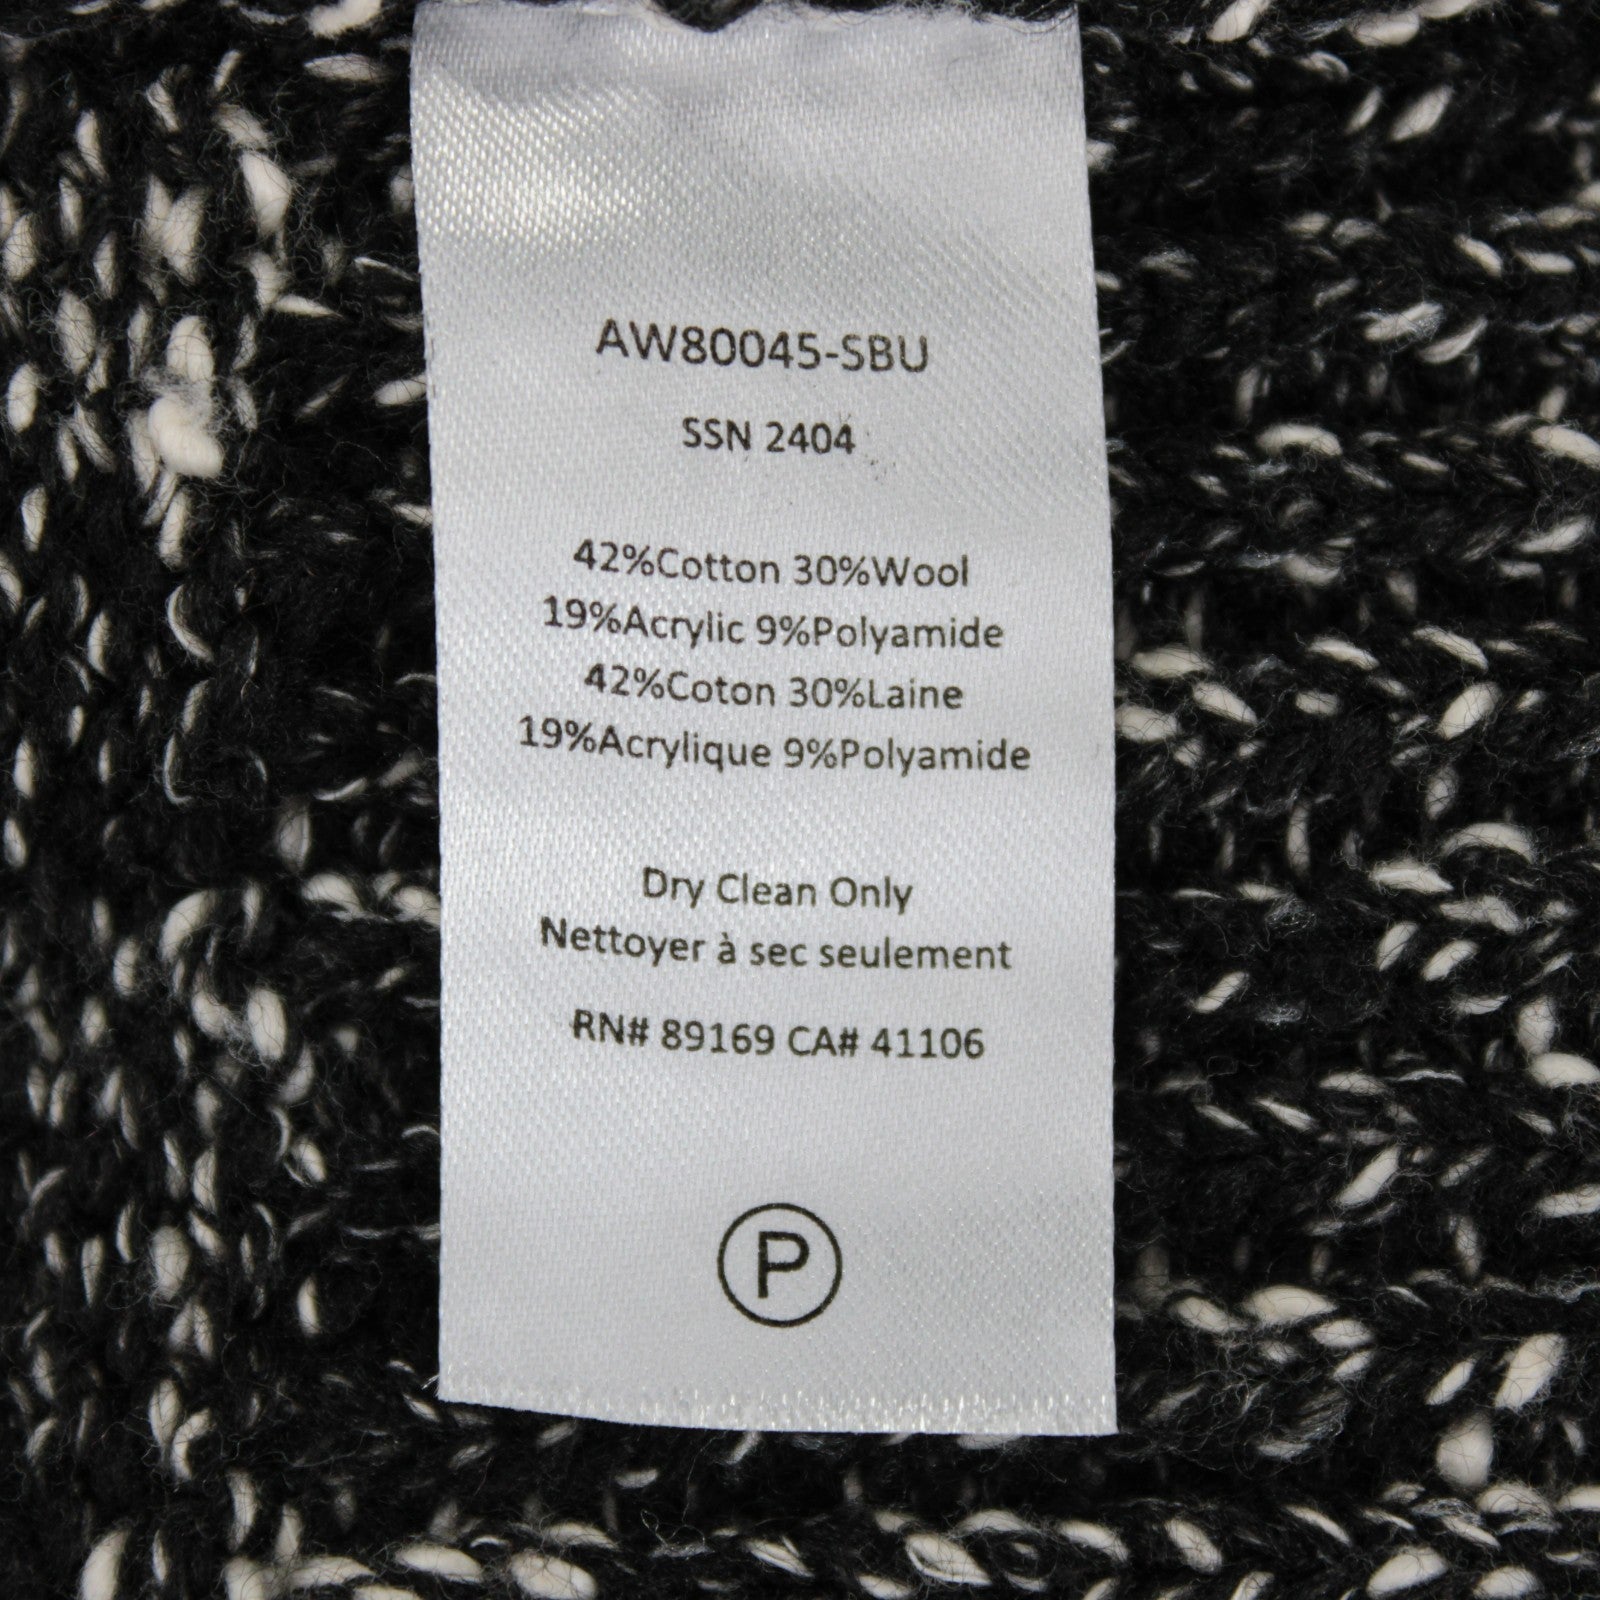 AW80045-SBU
SSN 2404
42%Cotton 30%Wool
19%Acrylic 9%Polyamide
42%Coton 30%Laine
19%Acrylique 9%Polyamide
Dry Clean Only
Nettoyer à sec seulement
RN# 89169 CA# 41106
P